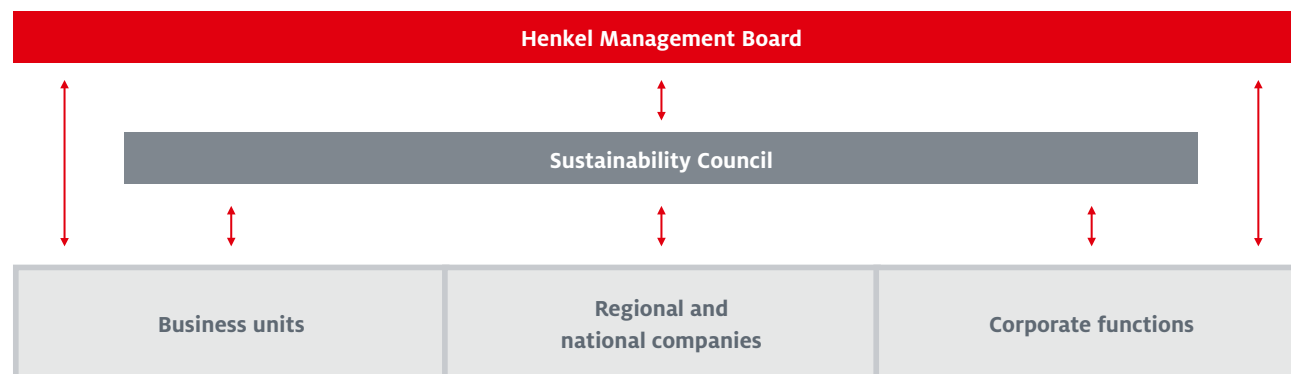 Henkel Management Board
Sustainability Council
Business units
Regional and
national companies
Corporate functions